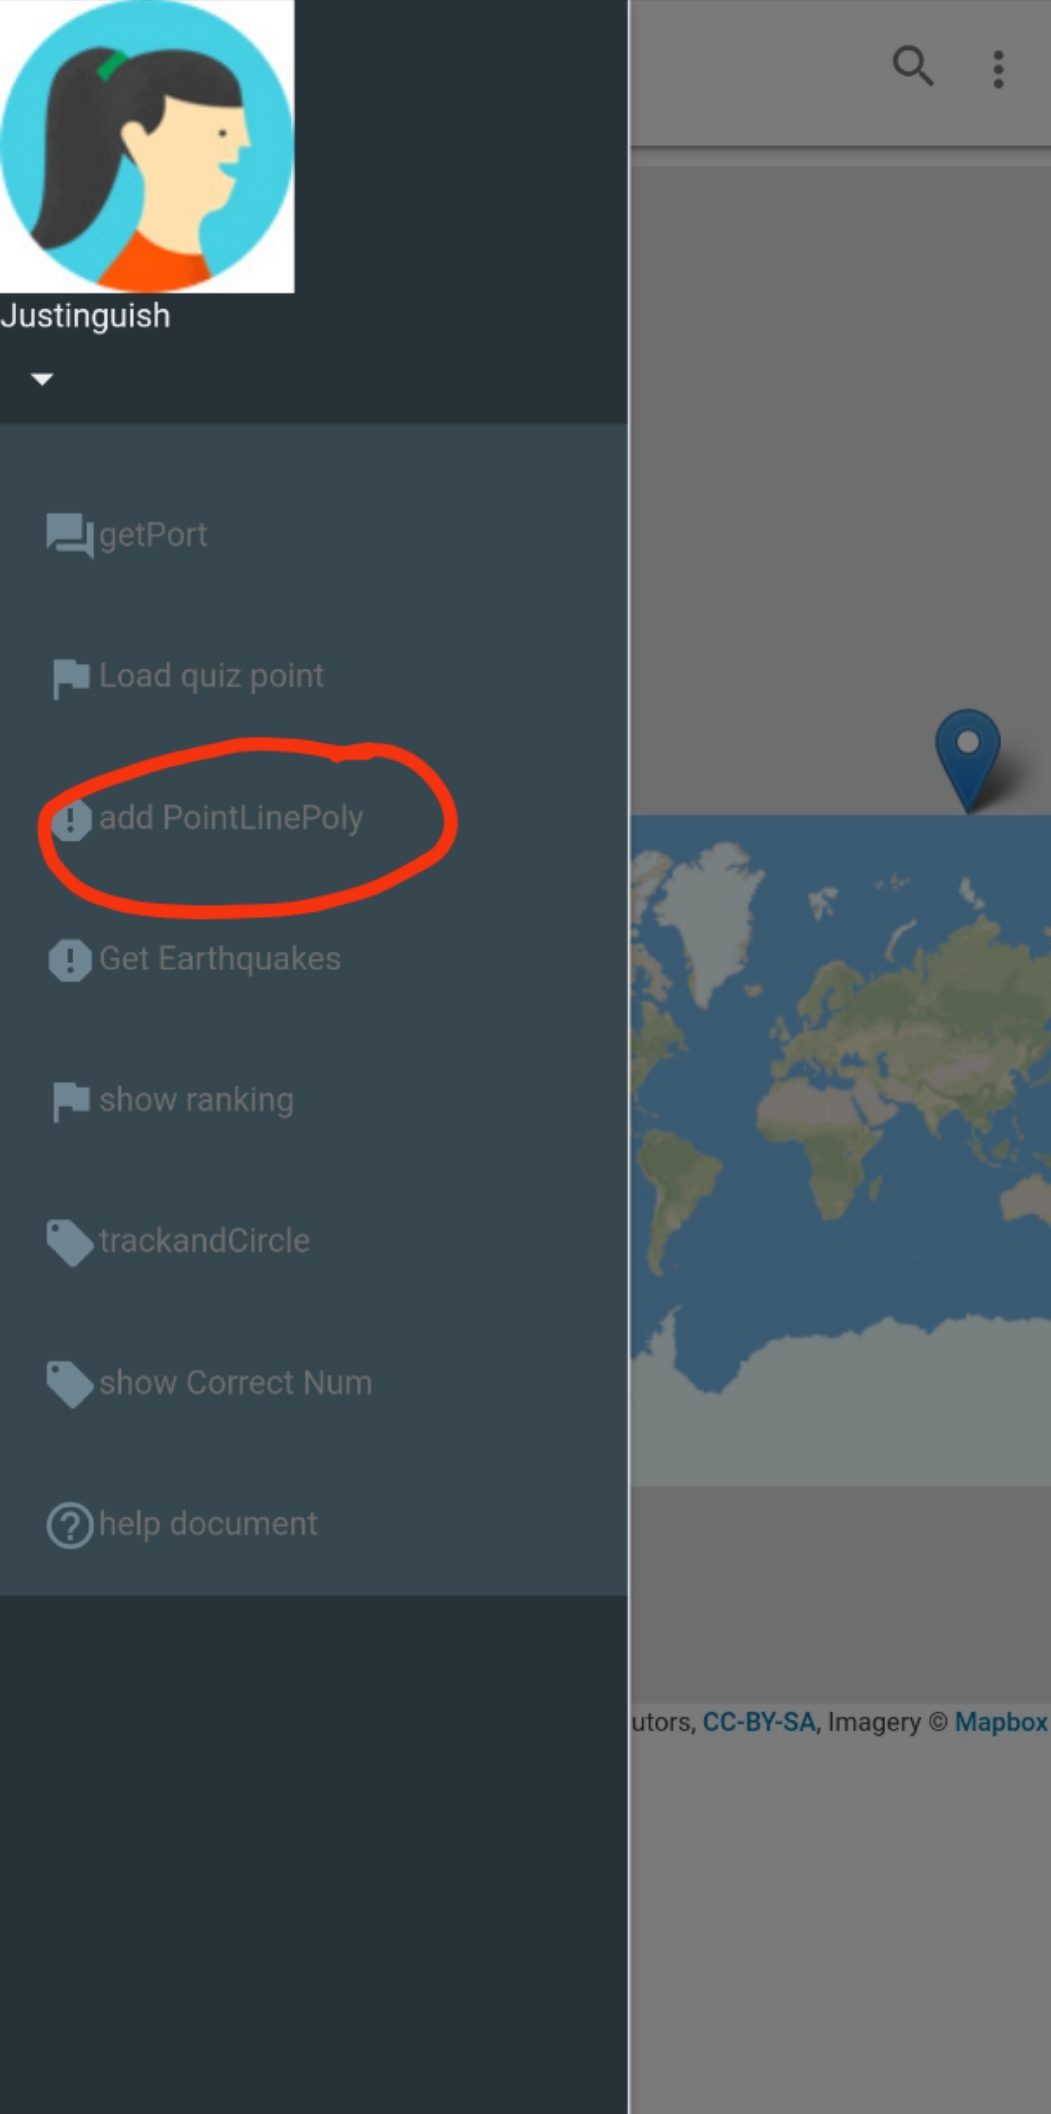 Justinguish
getPort
Load quiz point
add PointLinePoly
Get Earthquakes
show ranking
trackandCircle
show Correct Num
help document
utors, CC-BY-SA, Imagery © Mapbox